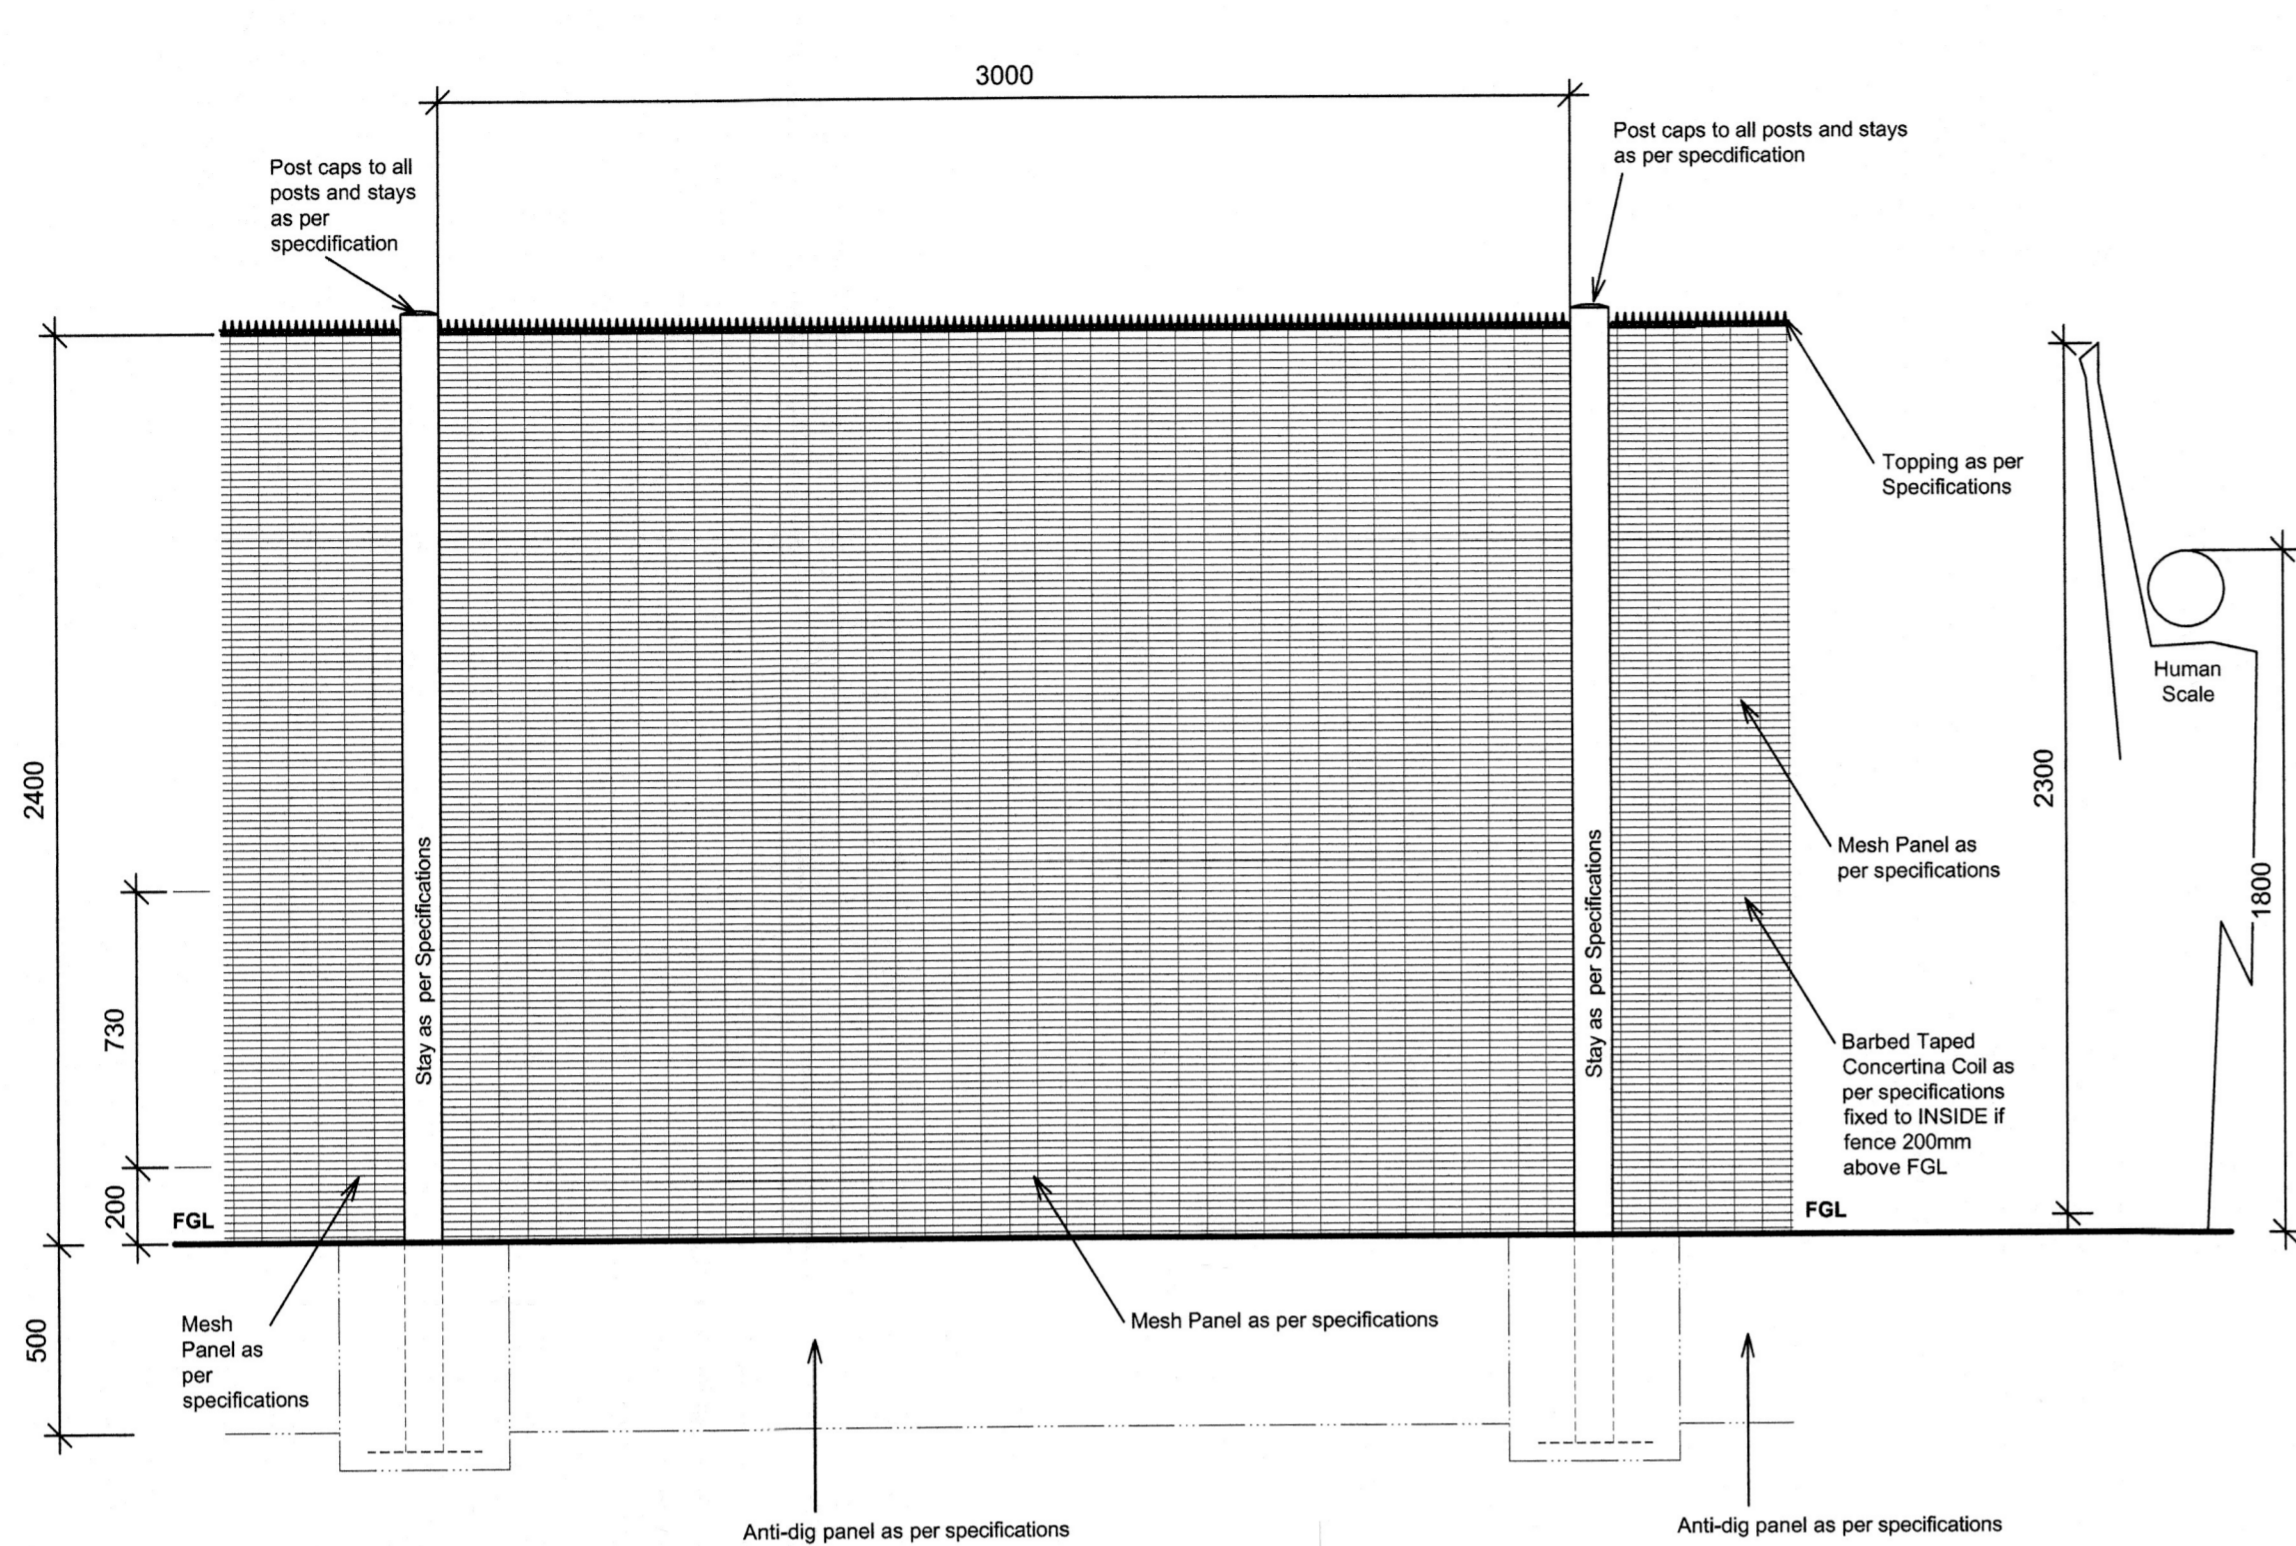 3000
Post caps to all posts and stays
as per specdification
Post caps to all
posts and stays
as per
specdification
Topping as per
Specifications
Human
Scale
2400
2300
Mesh Panel as
per specifications
1800
Stay as per Specifications
Stay as per Specifications
730
Barbed Taped
Concertina Coil as
per specifications
fixed to INSIDE if
fence 200mm
above FGL
200
FGL
FGL
500
Mesh
Panel as
per
specifications
Mesh Panel as per specifications
Anti-dig panel as per specifications
Anti-dig panel as per specifications